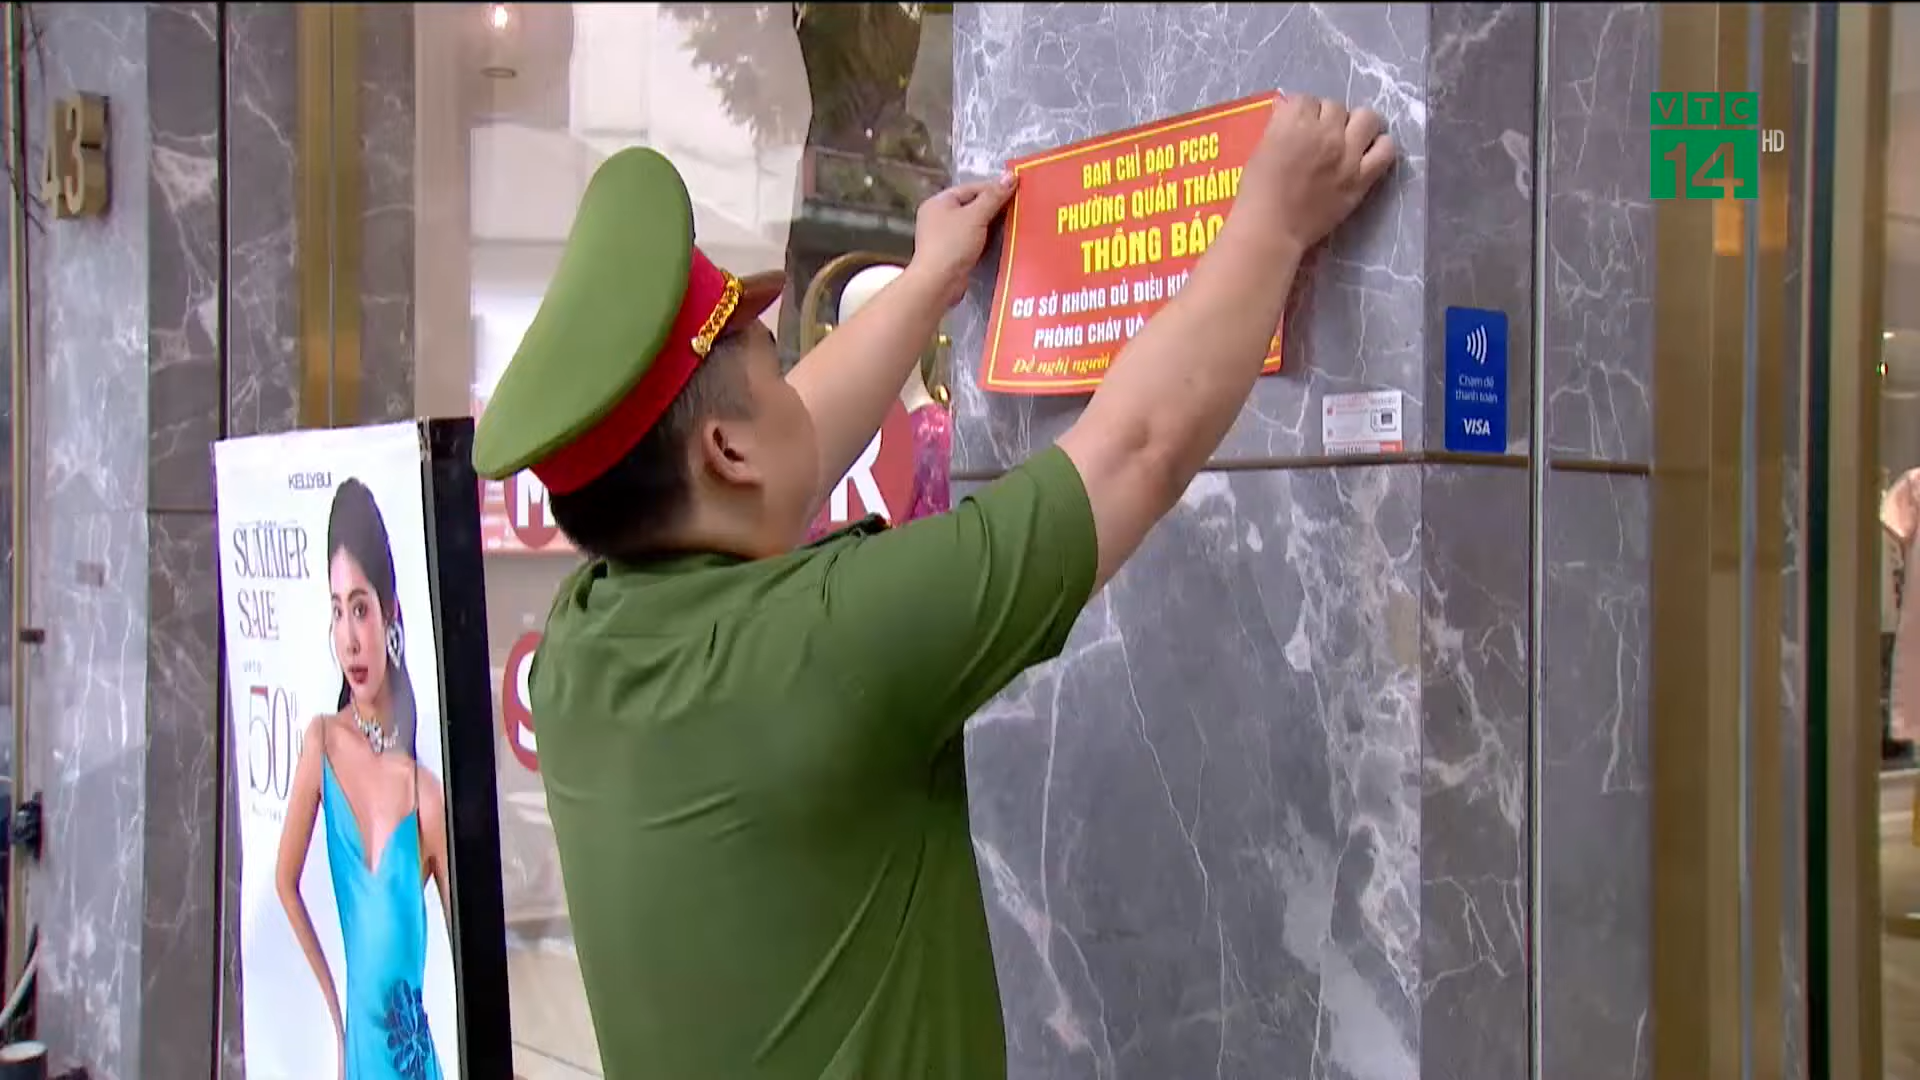 43
VTC
14 HD
BAN CHỈ ĐẠO PCCC
PHƯỜNG QUÁN THÁNH
THÔNG BÁO
CƠ SỞ KHÔNG ĐỦ ĐIỀU
PHÒNG CHÁY VÀ
Đề nghị người
Chạm để
thanh toán
VISA
KELLYBUI
SUMMER
SALE
UPTO
50
M
R
S